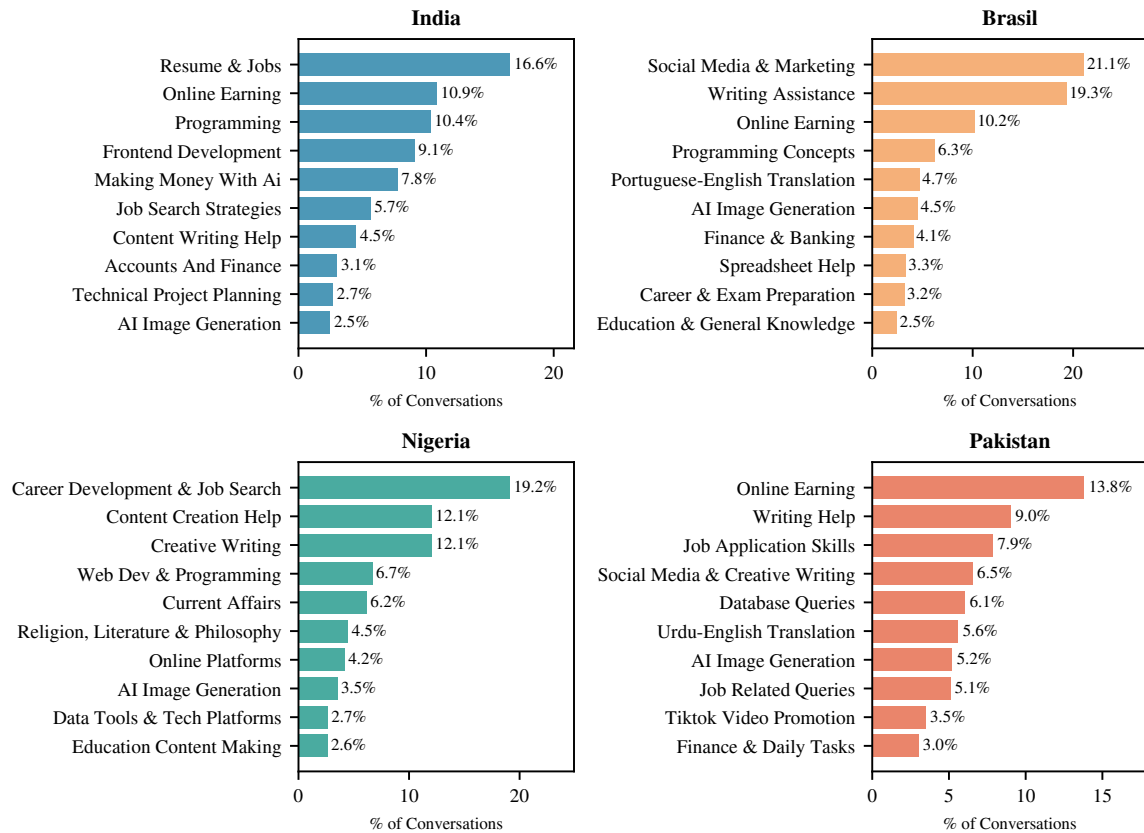 India
Resume & Jobs 16.6%
Online Earning 10.9%
Programming 10.4%
Frontend Development 9.1%
Making Money With Ai 7.8%
Job Search Strategies 5.7%
Content Writing Help 4.5%
Accounts And Finance 3.1%
Technical Project Planning 2.7%
AI Image Generation 2.5%
0 10 20
% of Conversations
Brasil
Social Media & Marketing 21.1%
Writing Assistance 19.3%
Online Earning 10.2%
Programming Concepts 6.3%
Portuguese-English Translation 4.7%
AI Image Generation 4.5%
Finance & Banking 4.1%
Spreadsheet Help 3.3%
Career & Exam Preparation 3.2%
Education & General Knowledge 2.5%
0 10 20
% of Conversations
Nigeria
Career Development & Job Search 19.2%
Content Creation Help 12.1%
Creative Writing 12.1%
Web Dev & Programming 6.7%
Current Affairs 6.2%
Religion, Literature & Philosophy 4.5%
Online Platforms 4.2%
AI Image Generation 3.5%
Data Tools & Tech Platforms 2.7%
Education Content Making 2.6%
0 10 20
% of Conversations
Pakistan
Online Earning 13.8%
Writing Help 9.0%
Job Application Skills 7.9%
Social Media & Creative Writing 6.5%
Database Queries 6.1%
Urdu-English Translation 5.6%
AI Image Generation 5.2%
Job Related Queries 5.1%
Tiktok Video Promotion 3.5%
Finance & Daily Tasks 3.0%
0 5 10 15
% of Conversations